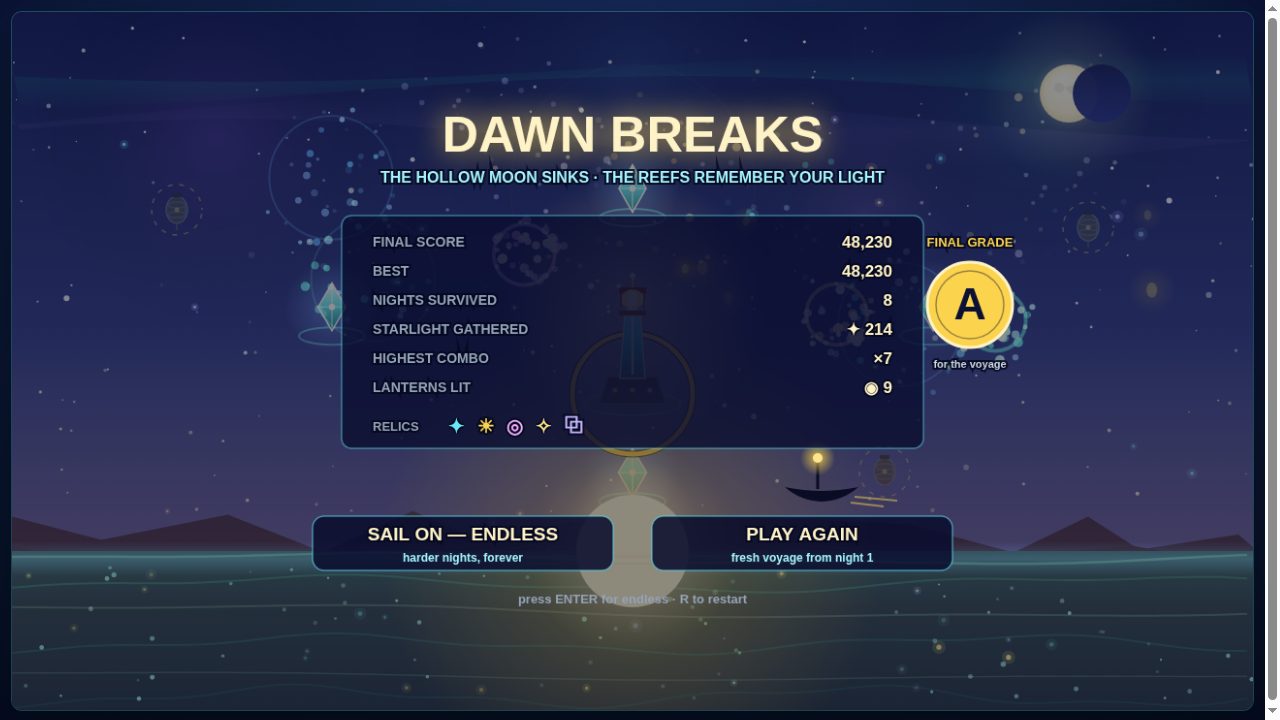 DAWN BREAKS
THE HOLLOW MOON SINKS · THE REEFS REMEMBER YOUR LIGHT
FINAL SCORE 48,230
BEST 48,230
NIGHTS SURVIVED 8
STARLIGHT GATHERED ✦ 214
HIGHEST COMBO ×7
LANTERNS LIT ◉ 9
RELICS ✦ ☀ ◎ ✧ ⧉
FINAL GRADE
A
for the voyage
SAIL ON — ENDLESS
harder nights, forever
PLAY AGAIN
fresh voyage from night 1
press ENTER for endless · R to restart